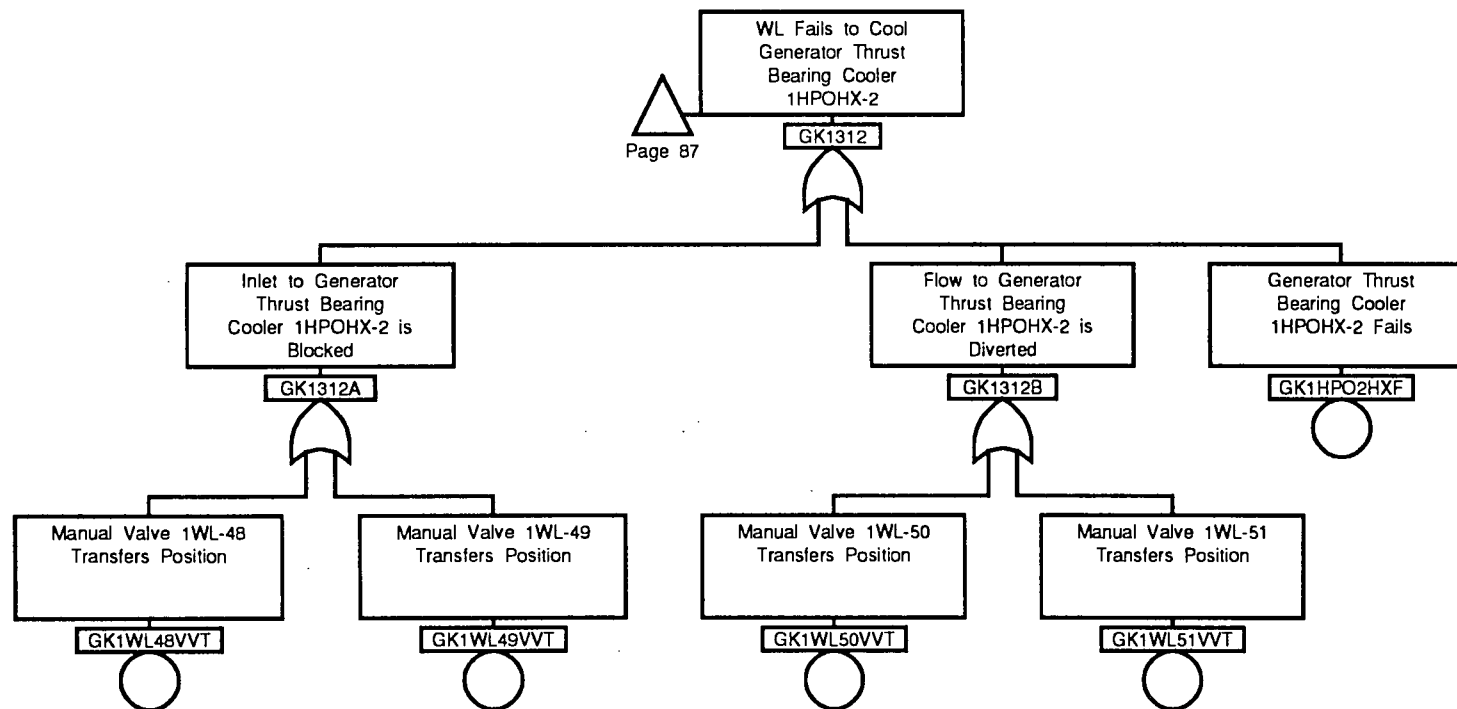 WL Fails to Cool
Generator Thrust
Bearing Cooler
1HPOHX-2
Page 87
GK1312
Inlet to Generator
Thrust Bearing
Cooler 1HPOHX-2 is
Blocked
GK1312A
Flow to Generator
Thrust Bearing
Cooler 1HPOHX-2 is
Diverted
GK1312B
Generator Thrust
Bearing Cooler
1HPOHX-2 Fails
GK1HPO2HXF
Manual Valve 1WL-48
Transfers Position
GK1WL48VVT
Manual Valve 1WL-49
Transfers Position
GK1WL49VVT
Manual Valve 1WL-50
Transfers Position
GK1WL50VVT
Manual Valve 1WL-51
Transfers Position
GK1WL51VVT